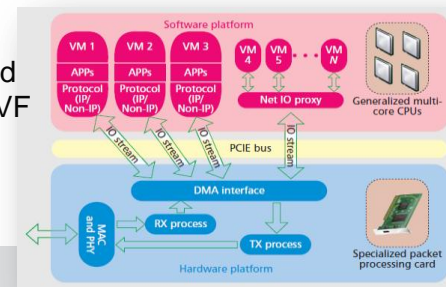 Software platform
d
VF
VM 1
VM 2
VM 3
VM
4
VM
5
VM
N
APPs
APPs
APPs
Protocol
(IP/
Non-IP)
Protocol
(IP/
Non-IP)
Protocol
(IP/
Non-IP)
Net IO proxy
Generalized multi-
core CPUs
IO stream
IO stream
IO stream
IO stream
PCIE bus
DMA interface
MAC
and PHY
RX process
TX process
Specialized packet
processing card
Hardware platform